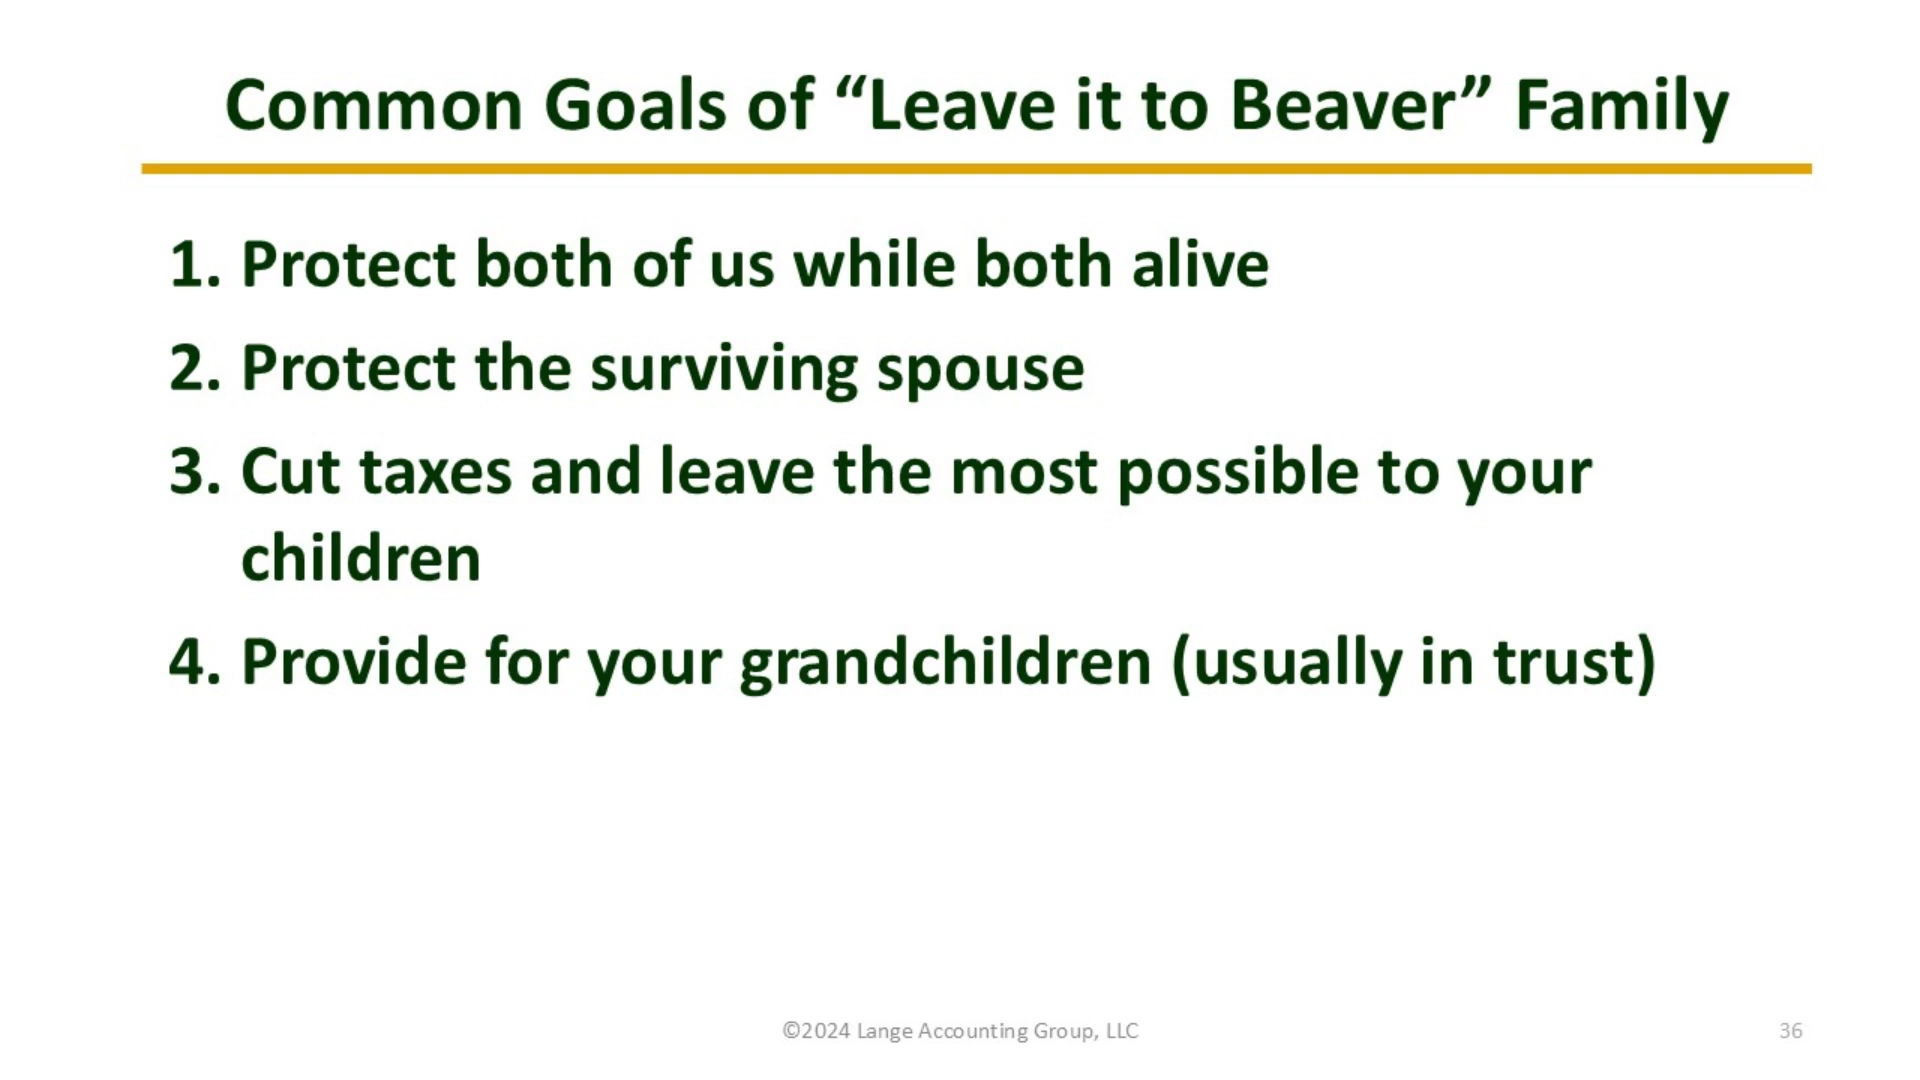 Common Goals of “Leave it to Beaver” Family
1. Protect both of us while both alive
2. Protect the surviving spouse
3. Cut taxes and leave the most possible to your
children
4. Provide for your grandchildren (usually in trust)
©2024 Lange Accounting Group, LLC
36